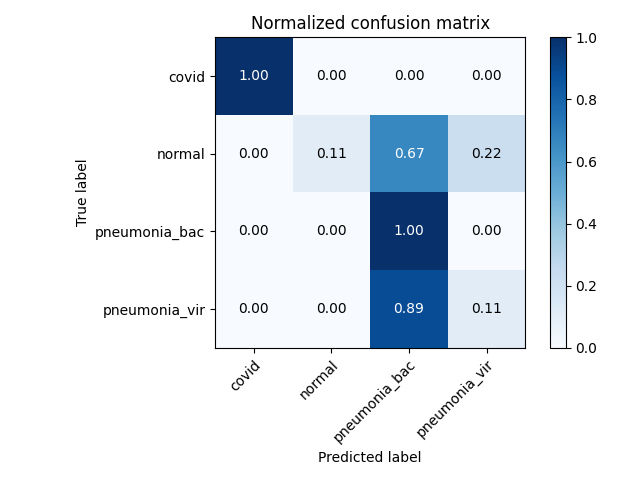 Normalized confusion matrix
True label
covid 1.00 0.00 0.00 0.00
normal 0.00 0.11 0.67 0.22
pneumonia_bac 0.00 0.00 1.00 0.00
pneumonia_vir 0.00 0.00 0.89 0.11
covid normal pneumonia_bac pneumonia_vir
Predicted label
1.0
0.8
0.6
0.4
0.2
0.0